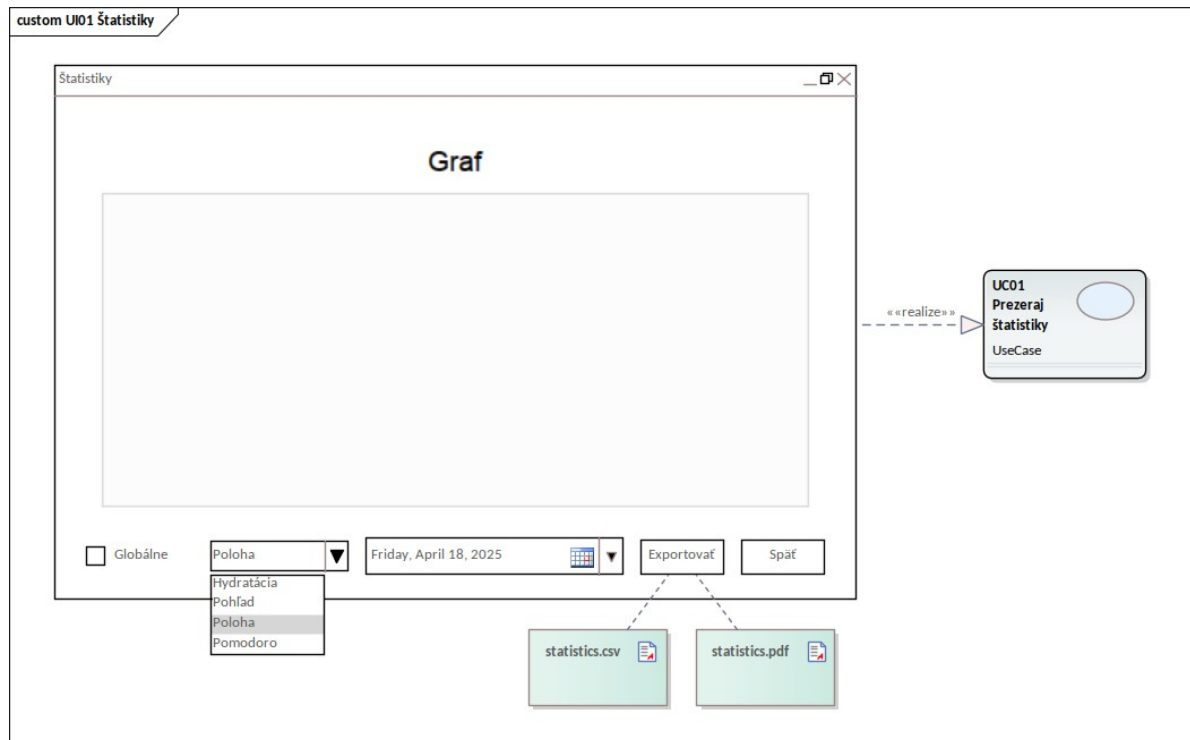 custom UI01 Štatistiky
Štatistiky
Graf
««realize»»
UC01
Prezeraj
štatistiky
UseCase
Globálne
Poloha
Friday, April 18, 2025
Exportovať
Späť
Hydratácia
Pohľad
Poloha
Pomodoro
statistics.csv
statistics.pdf